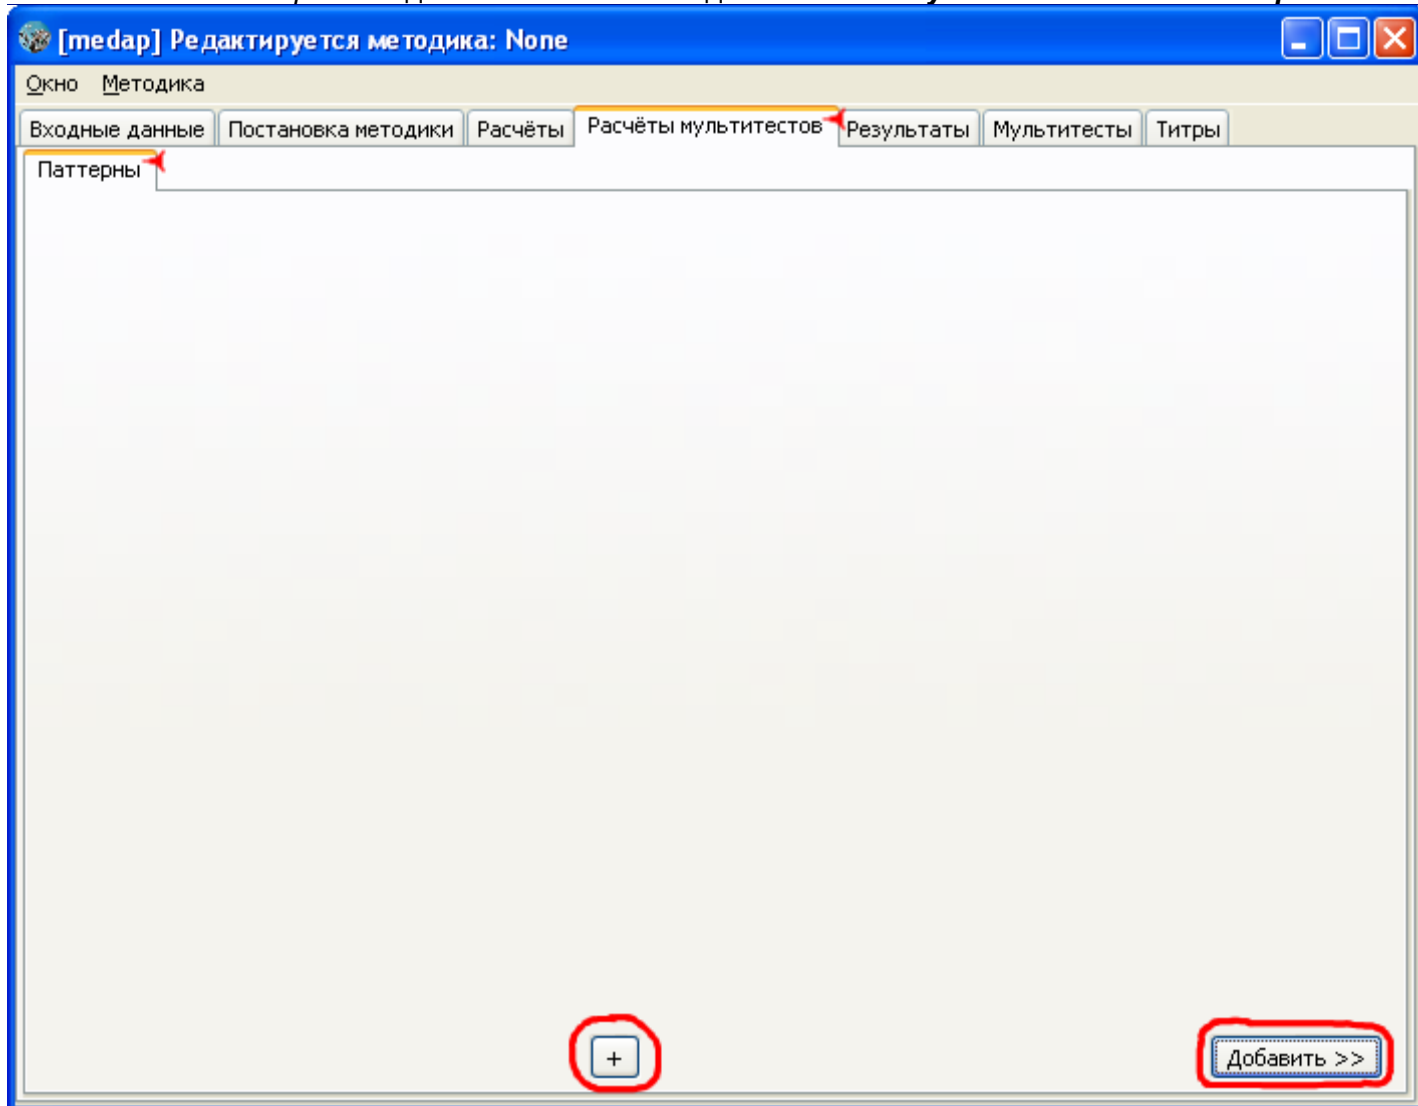 [medap] Редактируется методика: None
Окно Методика
Входные данные Постановка методики Расчёты Расчёты мультитестов Результаты Мультитесты Титры
Паттерны
+ Добавить >>